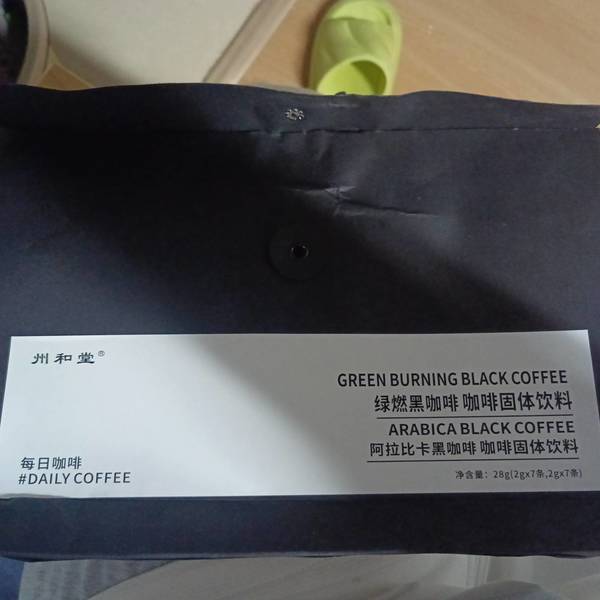 州和堂®
GREEN BURNING BLACK COFFEE
绿燃黑咖啡 咖啡固体饮料
ARABICA BLACK COFFEE
阿拉比卡黑咖啡 咖啡固体饮料
每日咖啡
#DAILY COFFEE
净含量：28g(2gx7条,2gx7条)